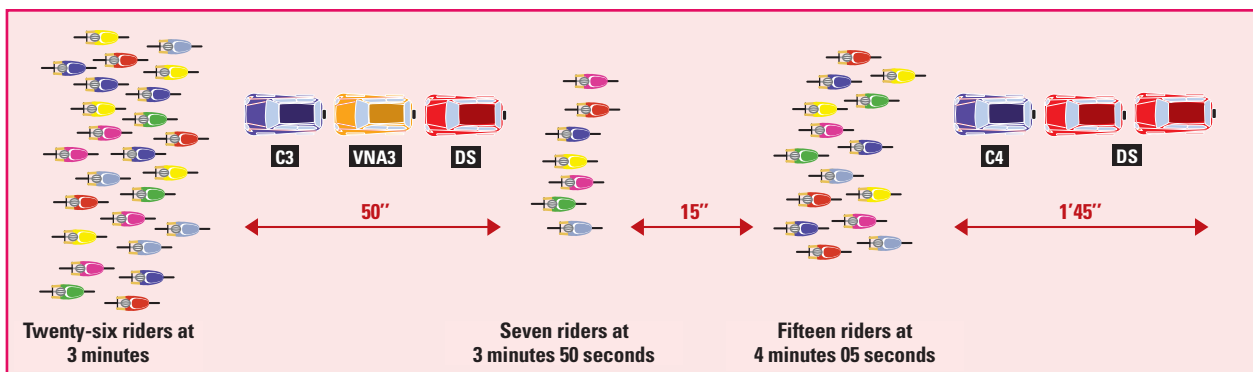 C3
VNA3
DS
C4
DS
50″
15″
1′45″
Twenty-six riders at
3 minutes
Seven riders at
3 minutes 50 seconds
Fifteen riders at
4 minutes 05 seconds